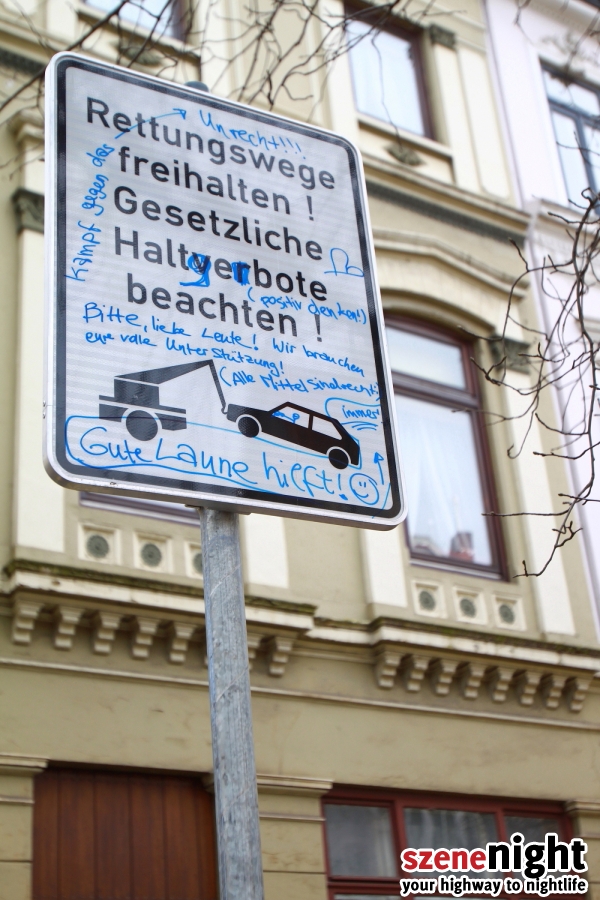 Unrecht!!!
Rettungswege
freihalten !
Gesetzliche
Haltverbote
beachten !
Kampf gegen das
(positiv denken!)
Bitte, liebe Leute! Wir brauchen
eure volle Unterstützung!
(Alle Mittel sind recht!)
immer
Gute Laune hilft!
szenenight
your highway to nightlife